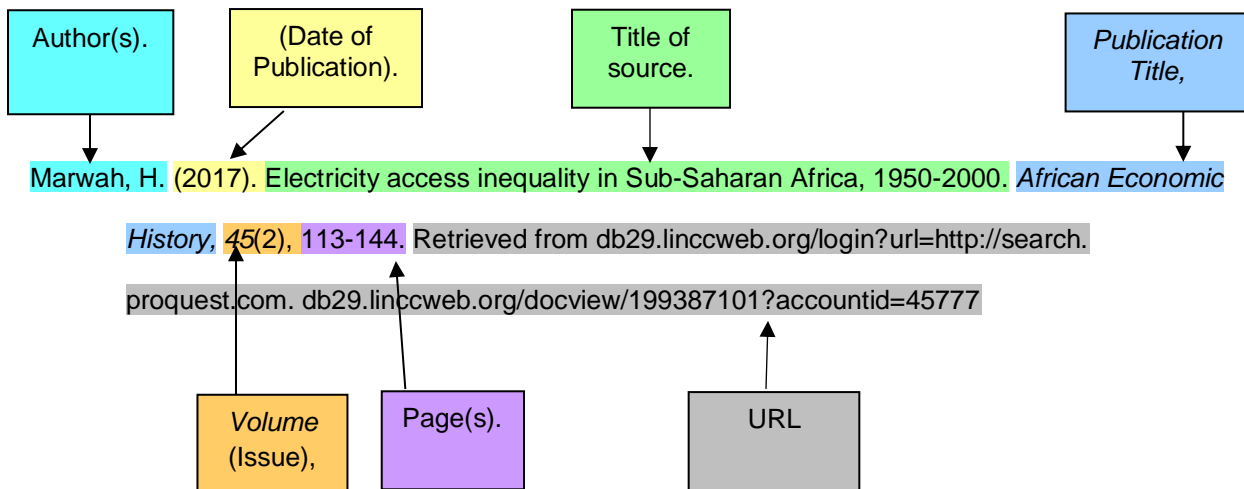 Author(s).
(Date of
Publication).
Title of
source.
Publication
Title,
Marwah, H. (2017). Electricity access inequality in Sub-Saharan Africa, 1950-2000. African Economic
History, 45(2), 113-144. Retrieved from db29.linccweb.org/login?url=http://search.
proquest.com. db29.linccweb.org/docview/199387101?accountid=45777
Volume
(Issue),
Page(s).
URL